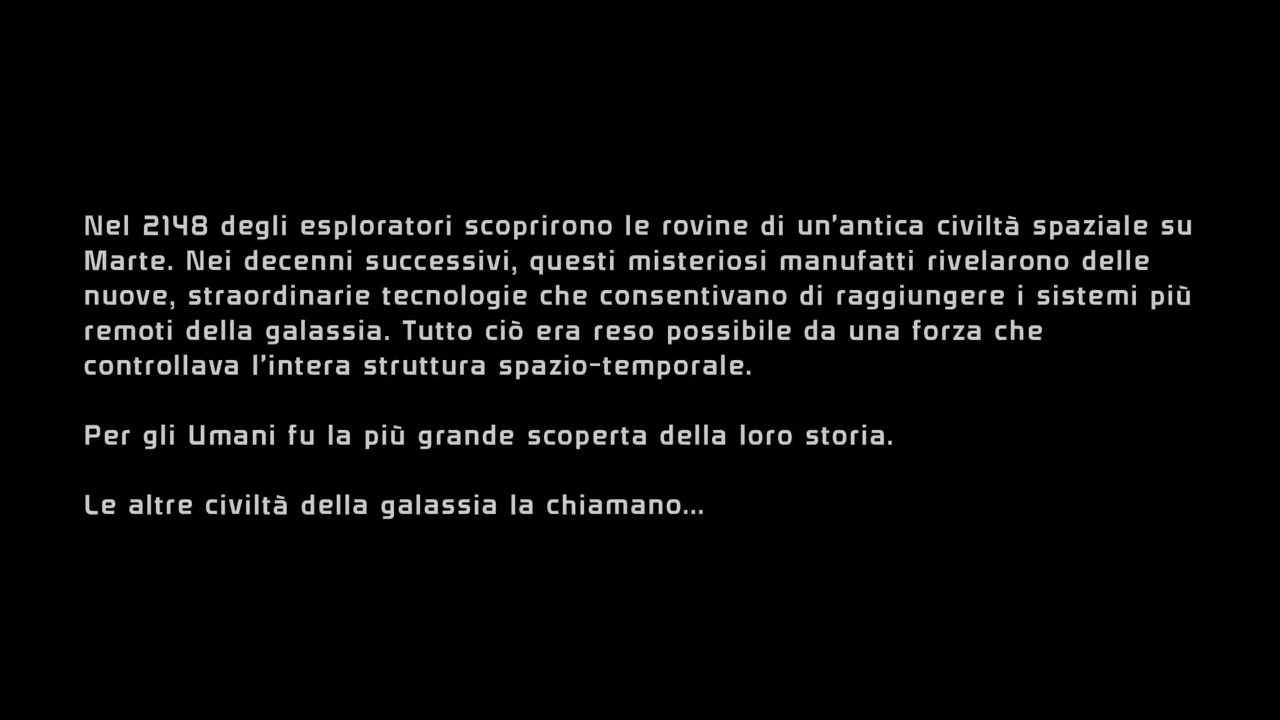 Nel 2148 degli esploratori scoprirono le rovine di un'antica civiltà spaziale su
Marte. Nei decenni successivi, questi misteriosi manufatti rivelarono delle
nuove, straordinarie tecnologie che consentivano di raggiungere i sistemi più
remoti della galassia. Tutto ciò era reso possibile da una forza che
controllava l'intera struttura spazio-temporale.
Per gli Umani fu la più grande scoperta della loro storia.
Le altre civiltà della galassia la chiamano...